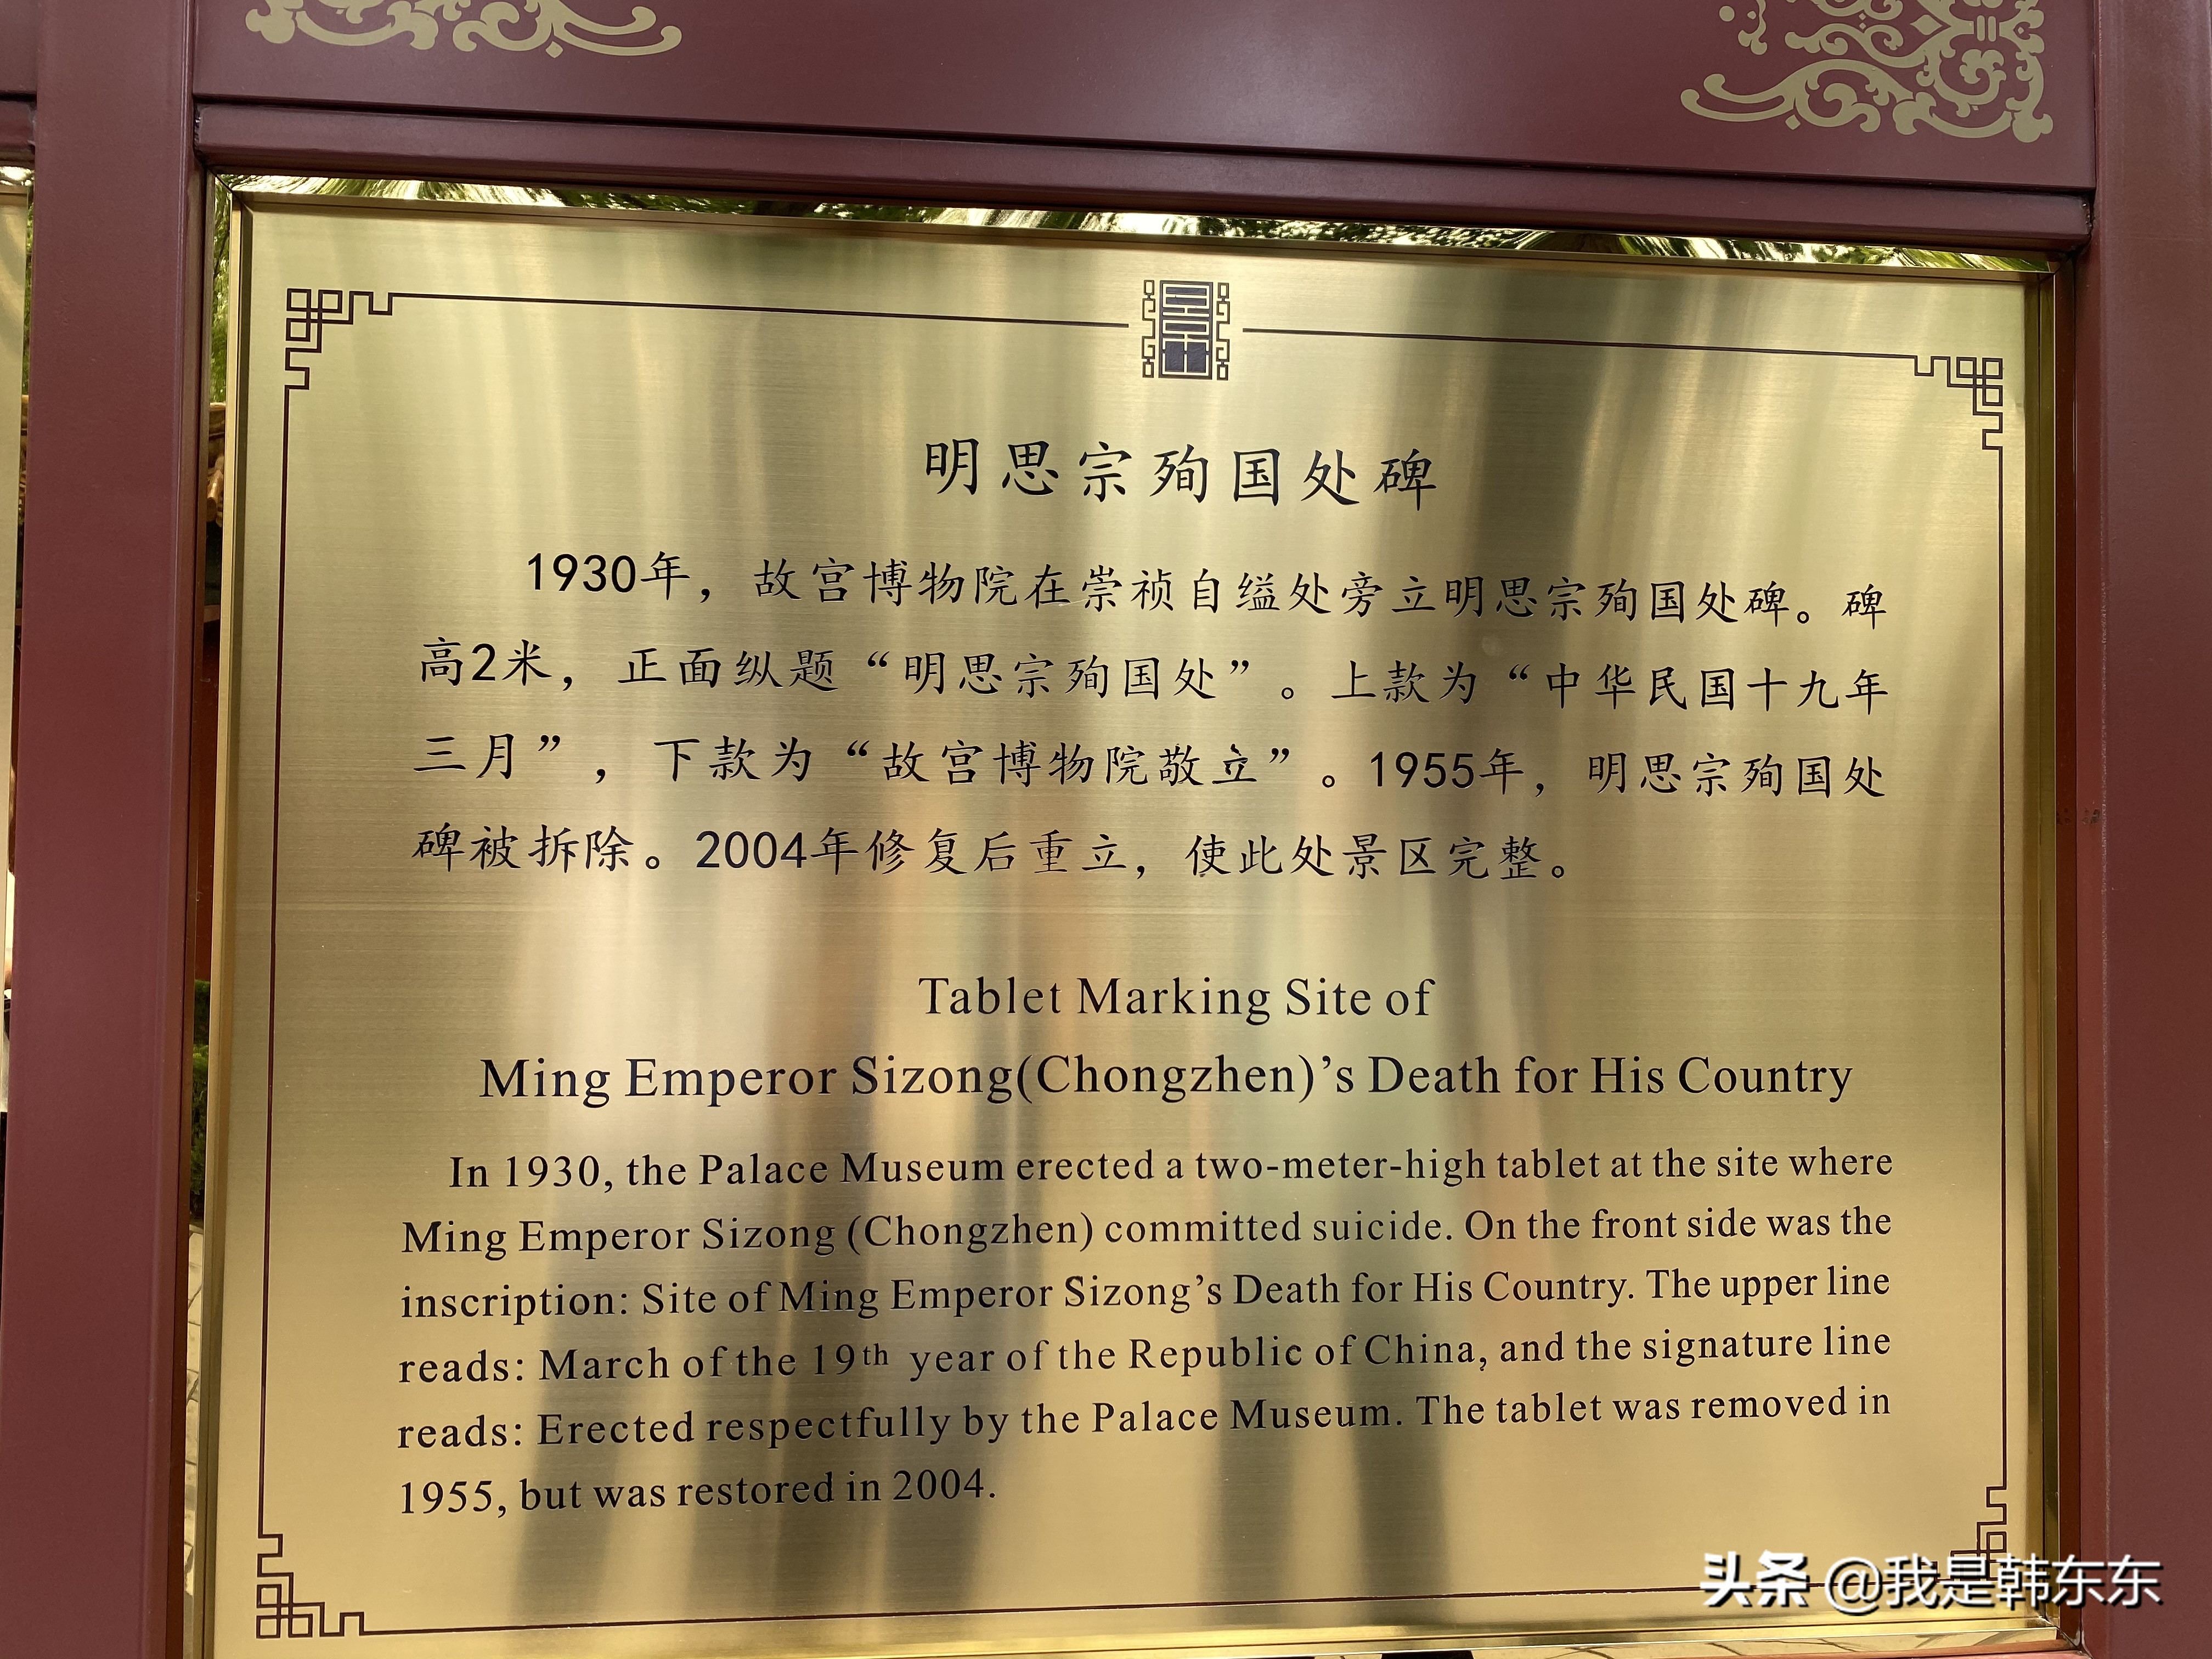 明思宗殉国处碑
1930年，故宫博物院在崇祯自缢处旁立明思宗殉国处碑。碑
高2米，正面纵题“明思宗殉国处”。上款为“中华民国十九年
三月”，下款为“故宫博物院敬立”。1955年，明思宗殉国处
碑被拆除。2004年修复后重立，使此处景区完整。
Tablet Marking Site of
Ming Emperor Sizong(Chongzhen)’s Death for His Country
In 1930, the Palace Museum erected a two-meter-high tablet at the site where
Ming Emperor Sizong (Chongzhen) committed suicide. On the front side was the
inscription: Site of Ming Emperor Sizong’s Death for His Country. The upper line
reads: March of the 19th year of the Republic of China, and the signature line
reads: Erected respectfully by the Palace Museum. The tablet was removed in
1955, but was restored in 2004.
头条 @我是韩东东